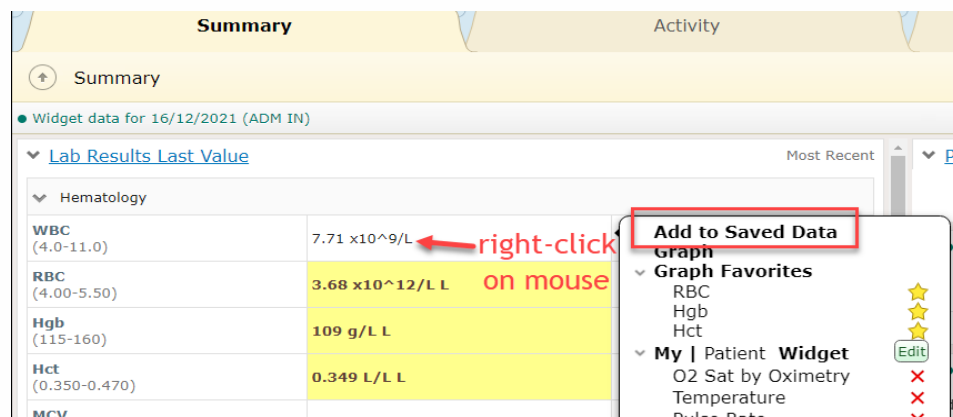 Summary
Activity
Summary
Widget data for 16/12/2021 (ADM IN)
Lab Results Last Value
Most Recent
P
Hematology
WBC
(4.0-11.0)
7.71 x10^9/L
right-click
on mouse
RBC
(4.00-5.50)
3.68 x10^12/L L
Hgb
(115-160)
109 g/L L
Hct
(0.350-0.470)
0.349 L/L L
MCV
Add to Saved Data
Graph
Graph Favorites
RBC
Hgb
Hct
My | Patient Widget
Edit
O2 Sat by Oximetry
Temperature
Pulse Rate